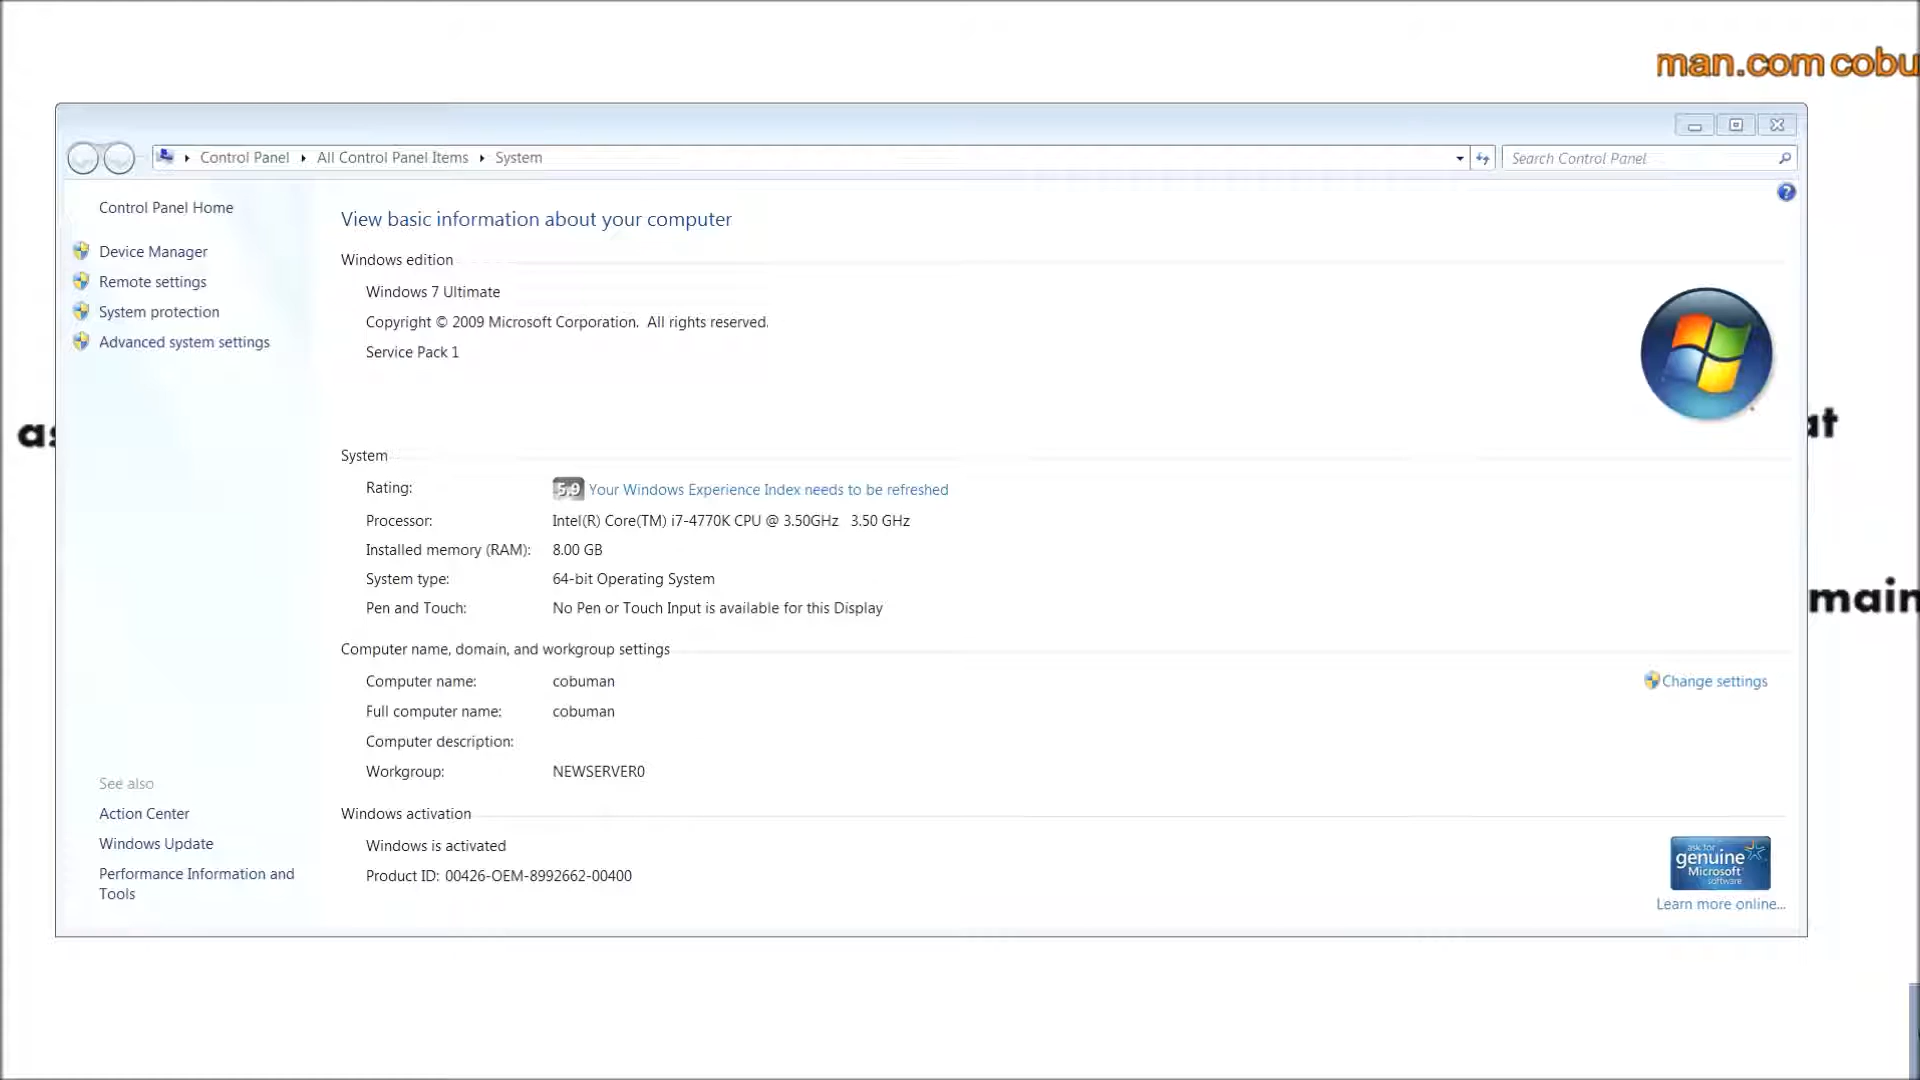 man.com cobu
Control Panel
All Control Panel Items
System
Search Control Panel
Control Panel Home
Device Manager
Remote settings
System protection
Advanced system settings
View basic information about your computer
Windows edition
Windows 7 Ultimate
Copyright © 2009 Microsoft Corporation. All rights reserved.
Service Pack 1
as
at
System
Rating:
5.9 Your Windows Experience Index needs to be refreshed
Processor:
Intel(R) Core(TM) i7-4770K CPU @ 3.50GHz 3.50 GHz
Installed memory (RAM):
8.00 GB
System type:
64-bit Operating System
Pen and Touch:
No Pen or Touch Input is available for this Display
main
Computer name, domain, and workgroup settings
Computer name:
cobuman
Change settings
Full computer name:
cobuman
Computer description:
Workgroup:
NEWSERVER0
See also
Action Center
Windows Update
Performance Information and
Tools
Windows activation
Windows is activated
Product ID: 00426-OEM-8992662-00400
ask for
genuine
Microsoft
software
Learn more online...